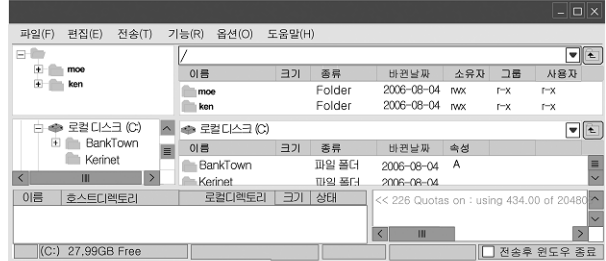 파일(F) 편집(E) 전송(T) 기능(R) 옵션(O) 도움말(H)
/
moe
ken
이름 크기 종류 바뀐날짜 소유자 그룹 사용자
moe Folder 2006-08-04 rwx r-x r-x
ken Folder 2006-08-04 rwx r-x r-x
로컬 디스크 (C)
BankTown
Kerinet
로컬 디스크 (C)
이름 크기 종류 바뀐날짜 속성
BankTown 파일 폴더 2006-08-04 A
Kerinet 파일 폴더 2006-08-04
이름 호스트디렉토리 로컬디렉토리 크기 상태
<< 226 Quotas on : using 434.00 of 20480
(C:) 27.99GB Free
전송후 윈도우 종료